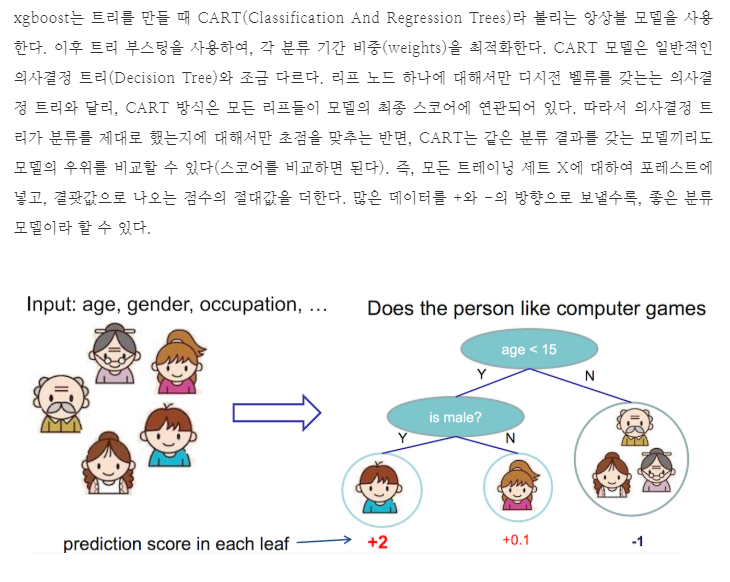 xgboost는 트리를 만들 때 CART(Classification And Regression Trees)라 불리는 앙상블 모델을 사용
한다. 이후 트리 부스팅을 사용하여, 각 분류 기간 비중(weights)을 최적화한다. CART 모델은 일반적인
의사결정 트리(Decision Tree)와 조금 다르다. 리프 노드 하나에 대해서만 디시전 벨류를 갖는는 의사결
정 트리와 달리, CART 방식은 모든 리프들이 모델의 최종 스코어에 연관되어 있다. 따라서 의사결정 트
리가 분류를 제대로 했는지에 대해서만 초점을 맞추는 반면, CART는 같은 분류 결과를 갖는 모델끼리도
모델의 우위를 비교할 수 있다(스코어를 비교하면 된다). 즉, 모든 트레이닝 세트 X에 대하여 포레스트에
넣고, 결괏값으로 나오는 점수의 절대값을 더한다. 많은 데이터를 +와 -의 방향으로 보낼수록, 좋은 분류
모델이라 할 수 있다.
Input: age, gender, occupation, …
Does the person like computer games
age < 15
Y
N
is male?
Y
N
prediction score in each leaf
+2
+0.1
-1